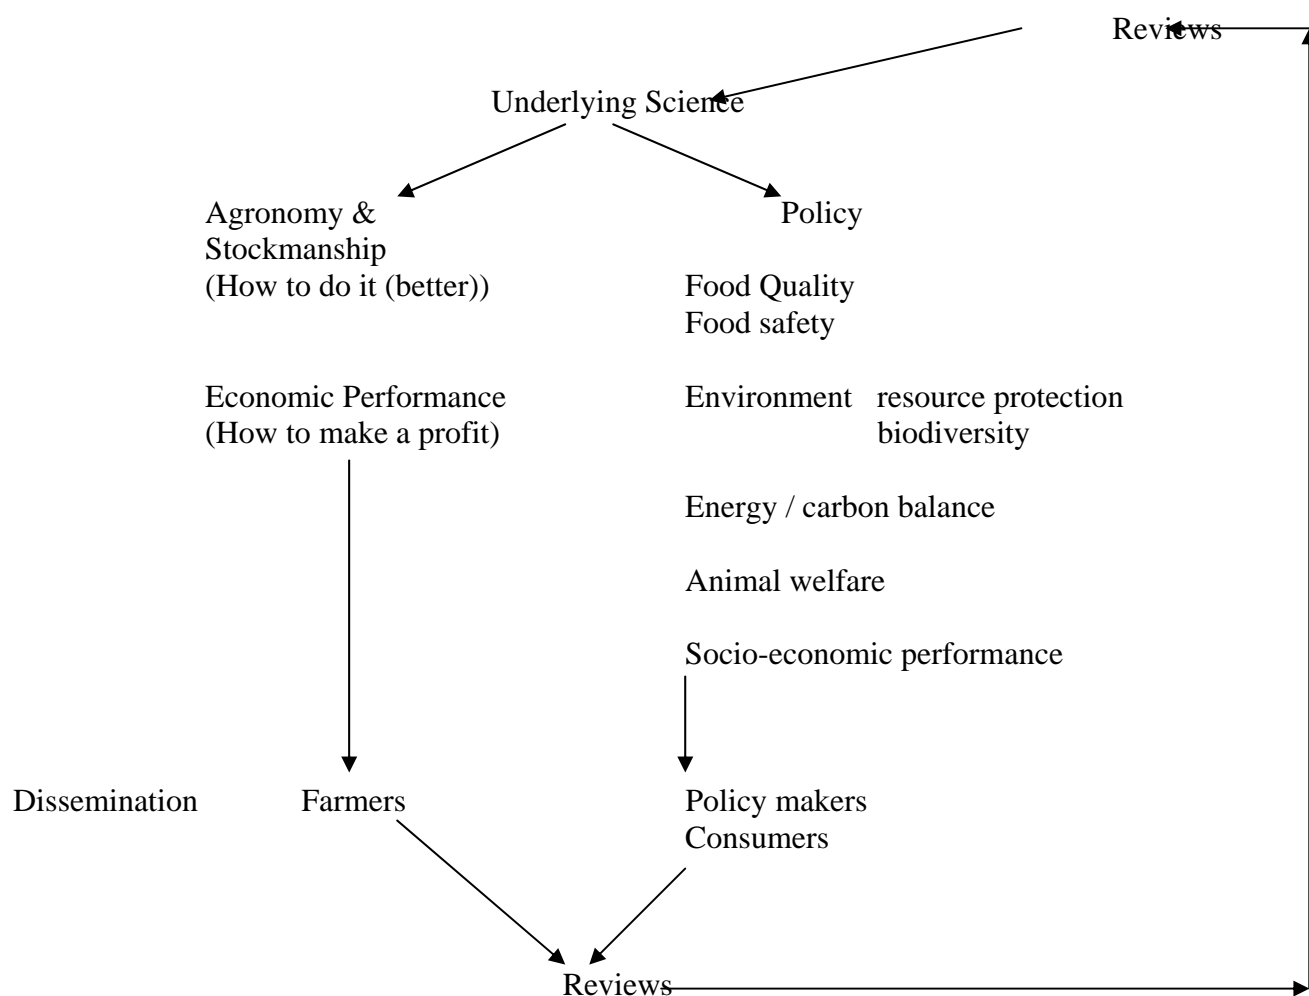 Reviews
Underlying Science
Agronomy &
Stockmanship
(How to do it (better))
Economic Performance
(How to make a profit)
Policy
Food Quality
Food safety
Environment resource protection
biodiversity
Energy / carbon balance
Animal welfare
Socio-economic performance
Dissemination Farmers
Policy makers
Consumers
Reviews